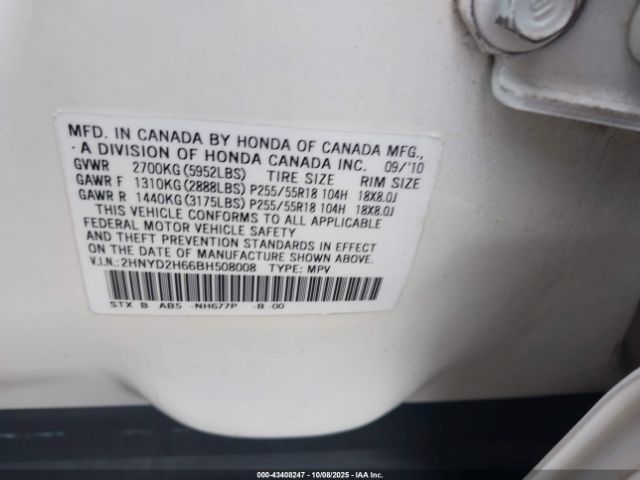 MFD. IN CANADA BY HONDA OF CANADA MFG.,
A DIVISION OF HONDA CANADA INC. 09/'10
GVWR 2700KG (5952LBS) TIRE SIZE RIM SIZE
GAWR F 1310KG (2888LBS) P255/55R18 104H 18X8.0J
GAWR R 1440KG (3175LBS) P255/55R18 104H 18X8.0J
THIS VEHICLE CONFORMS TO ALL APPLICABLE
FEDERAL MOTOR VEHICLE SAFETY
AND THEFT PREVENTION STANDARDS IN EFFECT
ON THE DATE OF MANUFACTURE SHOWN ABOVE.
V.I.N.:2HNYD2H66BH508008 TYPE: MPV
STX B AB5 -NH677P -B-00
000-43408247 - 10/08/2025 - IAA Inc.